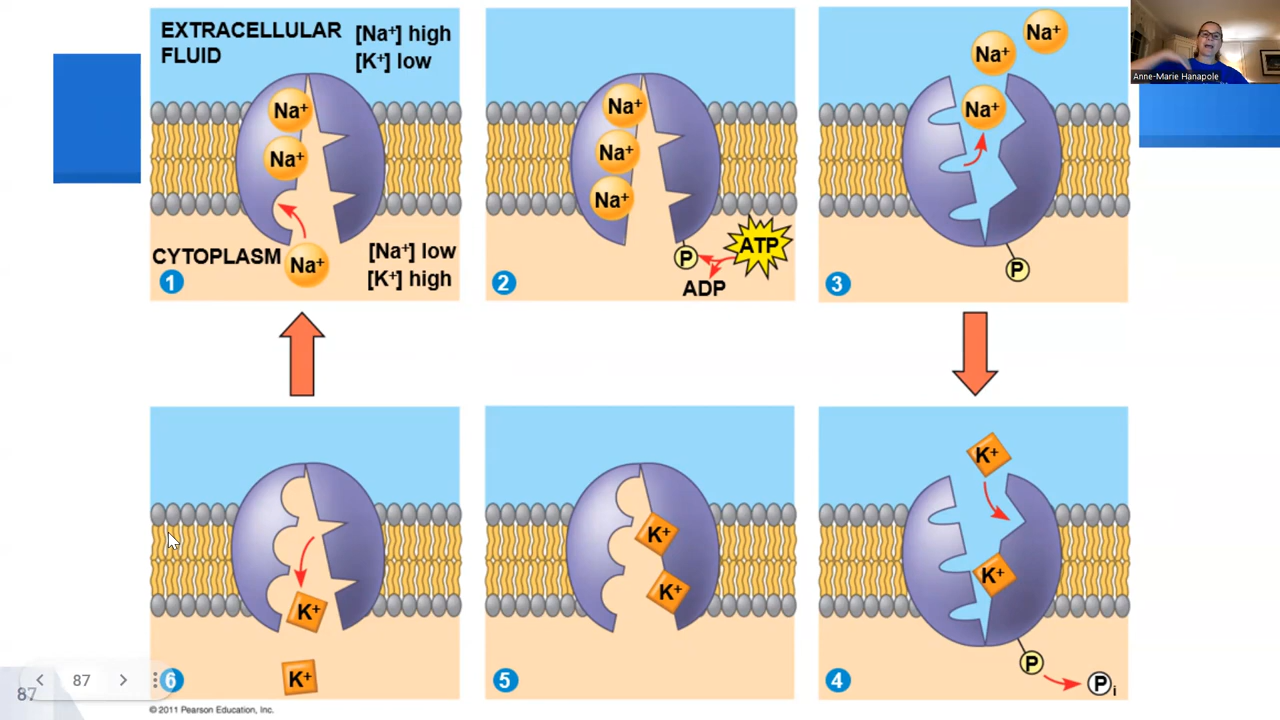 EXTRACELLULAR
FLUID
[Na⁺] high
[K⁺] low
Na⁺
Na⁺
Na⁺
CYTOPLASM
[Na⁺] low
[K⁺] high
1
Na⁺
Na⁺
Na⁺
P
ATP
ADP
2
Na⁺
Na⁺
Na⁺
P
3
Anne-Marie Hanapole
K⁺
K⁺
6
K⁺
K⁺
5
K⁺
K⁺
P
Pᵢ
4
87
87
© 2011 Pearson Education, Inc.